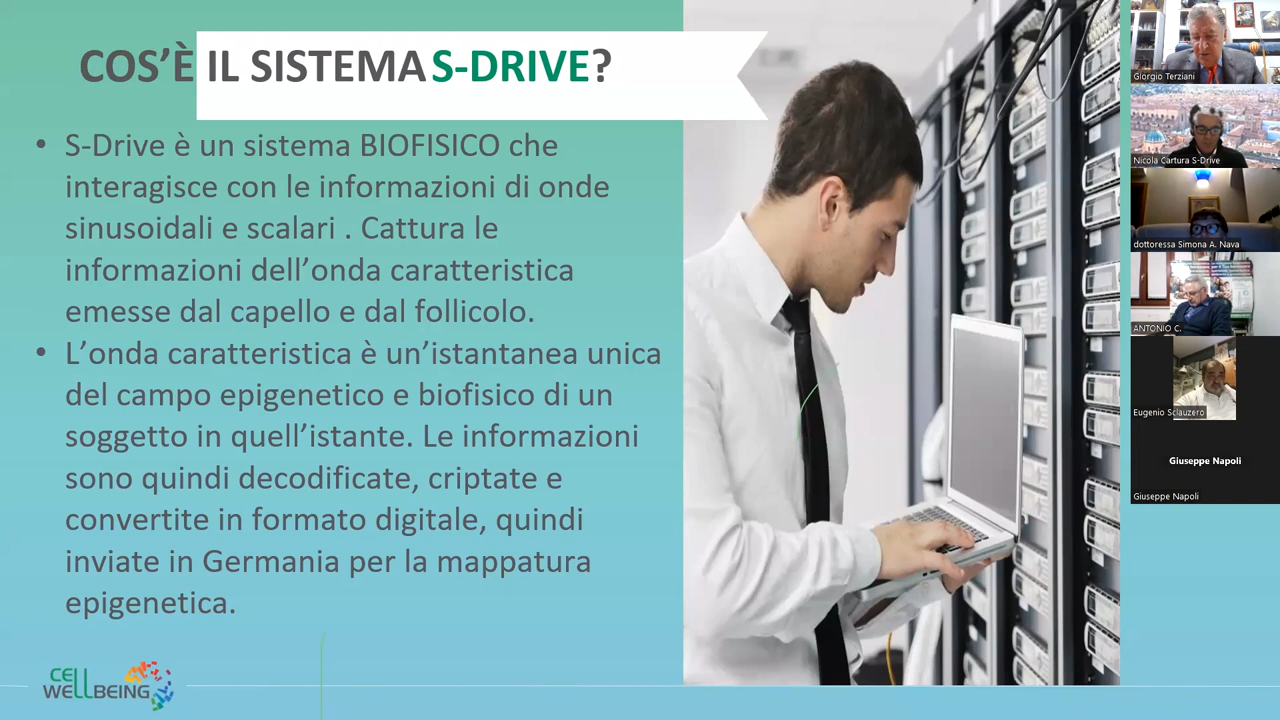 COS’È IL SISTEMA S-DRIVE?
• S-Drive è un sistema BIOFISICO che
interagisce con le informazioni di onde
sinusoidali e scalari . Cattura le
informazioni dell’onda caratteristica
emesse dal capello e dal follicolo.
• L’onda caratteristica è un’istantanea unica
del campo epigenetico e biofisico di un
soggetto in quell’istante. Le informazioni
sono quindi decodificate, criptate e
convertite in formato digitale, quindi
inviate in Germania per la mappatura
epigenetica.
CELL
WELLBEING
Giorgio Terziani
Nicola Cartura S-Drive
dottoressa Simona A. Nava
ANTONIO C.
Eugenio Sclauzero
Giuseppe Napoli
Giuseppe Napoli